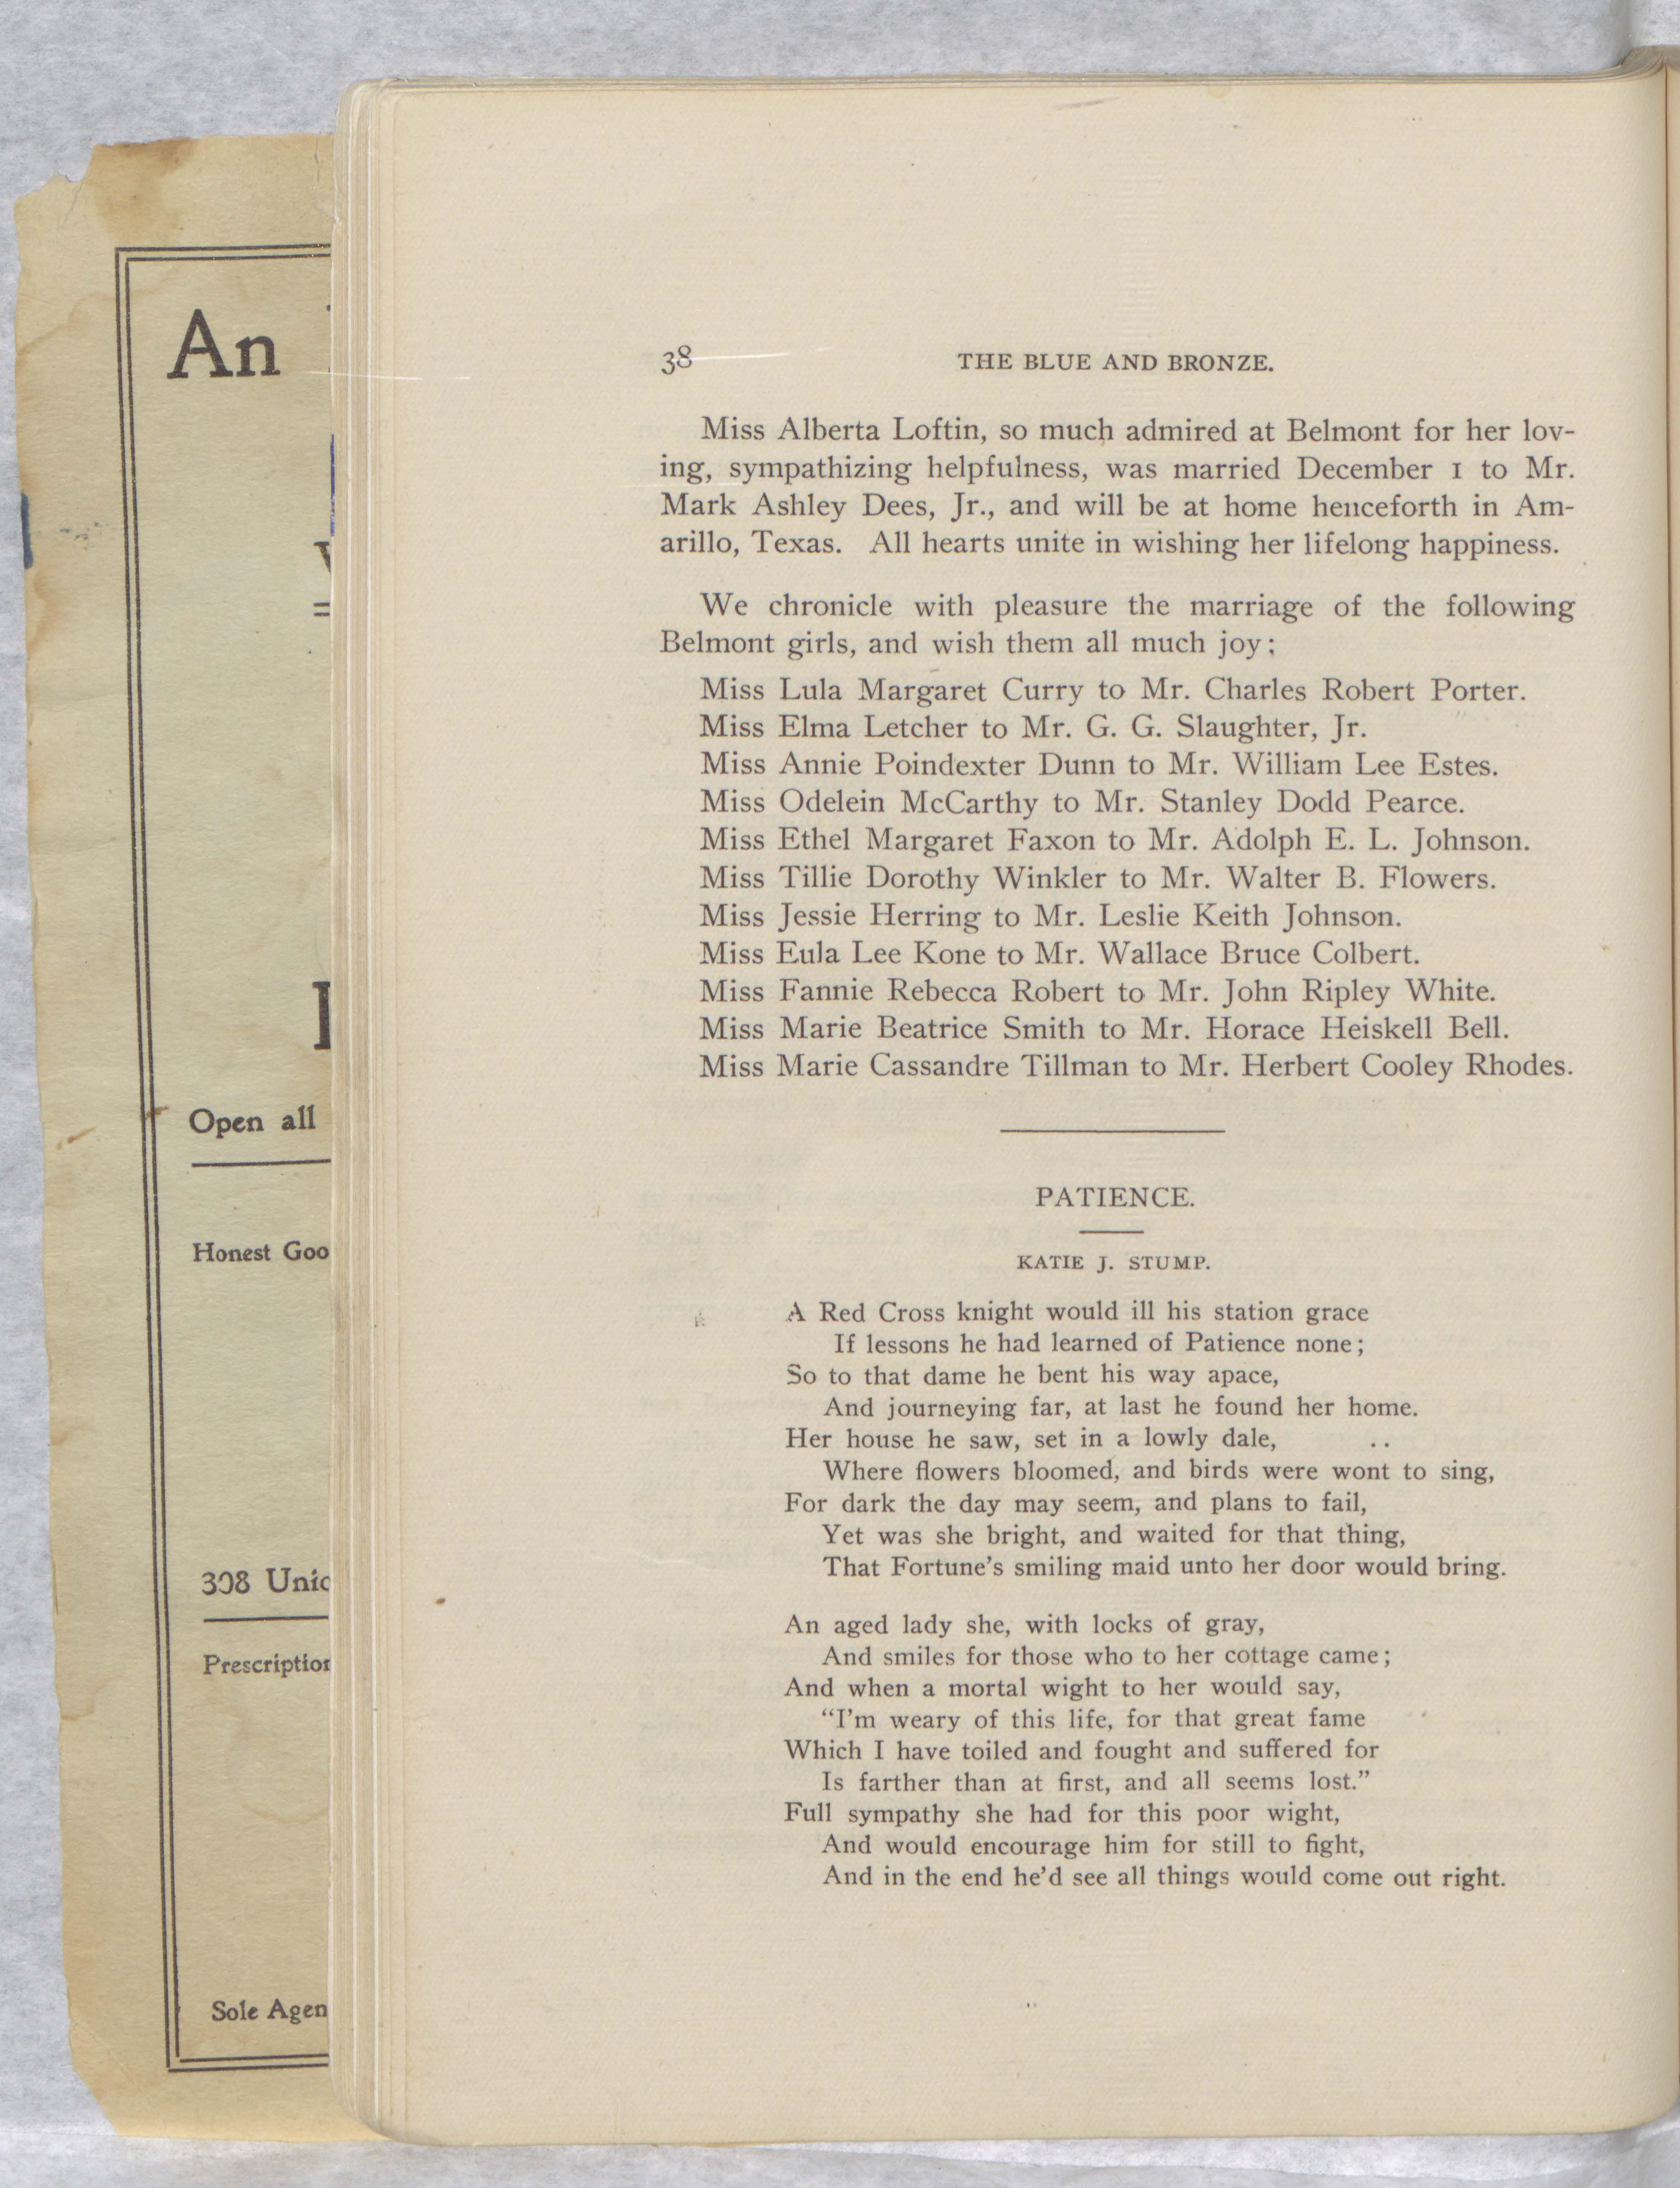 38 THE BLUE AND BRONZE.
Miss Alberta Loftin, so much admired at Belmont for her lov-
ing, sympathizing helpfulness, was married December 1 to Mr.
Mark Ashley Dees, Jr., and will be at home henceforth in Am-
arillo, Texas. All hearts unite in wishing her lifelong happiness.
We chronicle with pleasure the marriage of the following
Belmont girls, and wish them all much joy:
Miss Lula Margaret Curry to Mr. Charles Robert Porter.
Miss Elma Letcher to Mr. G. G. Slaughter, Jr.
Miss Annie Poindexter Dunn to Mr. William Lee Estes.
Miss Odelein McCarthy to Mr. Stanley Dodd Pearce.
Miss Ethel Margaret Faxon to Mr. Adolph E. L. Johnson.
Miss Tillie Dorothy Winkler to Mr. Walter B. Flowers.
Miss Jessie Herring to Mr. Leslie Keith Johnson.
Miss Eula Lee Kone to Mr. Wallace Bruce Colbert.
Miss Fannie Rebecca Robert to Mr. John Ripley White.
Miss Marie Beatrice Smith to Mr. Horace Heiskell Bell.
Miss Marie Cassandre Tillman to Mr. Herbert Cooley Rhodes.
PATIENCE.
KATIE J. STUMP.
A Red Cross knight would ill his station grace
If lessons he had learned of Patience none;
So to that dame he bent his way apace,
And journeying far, at last he found her home.
Her house he saw, set in a lowly dale,
Where flowers bloomed, and birds were wont to sing,
For dark the day may seem, and plans to fail,
Yet was she bright, and waited for that thing,
That Fortune's smiling maid unto her door would bring.
An aged lady she, with locks of gray,
And smiles for those who to her cottage came;
And when a mortal wight to her would say,
"I'm weary of this life, for that great fame
Which I have toiled and fought and suffered for
Is farther than at first, and all seems lost."
Full sympathy she had for this poor wight,
And would encourage him for still to fight,
And in the end he'd see all things would come out right.
An
Open all
Honest Goo
308 Unio
Prescription
Sole Agen